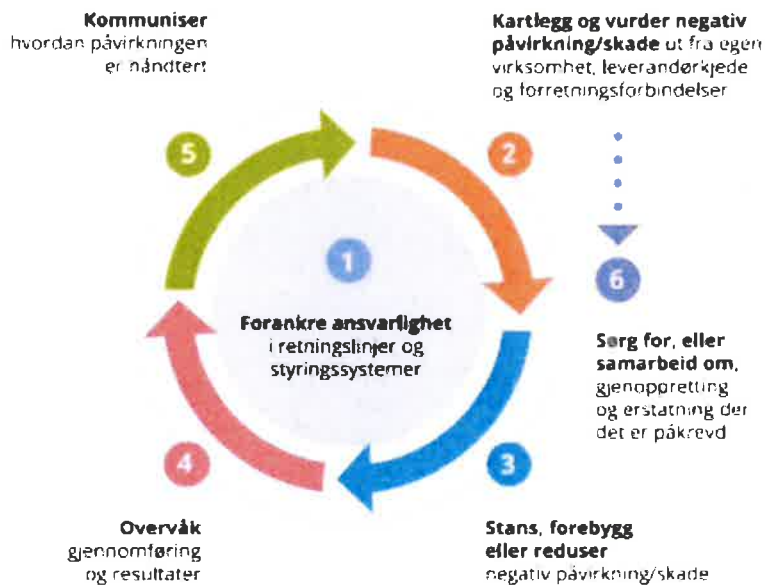 Kommuniser
hvordan påvirkningen
er håndtert
Kartlegg og vurder negativ
påvirkning/skade ut fra egen
virksomhet, leverandørkjede
og forretningsforbindelser
5
2
1
6
Forankre ansvarlighet
i retningslinjer og
styringssystemer
Sørg for, eller
samarbeid om,
gjenoppretting
og erstatning der
det er påkrevd
4
3
Overvåk
gjennomføring
og resultater
Stans, forebygg
eller reduser
negativ påvirkning/skade